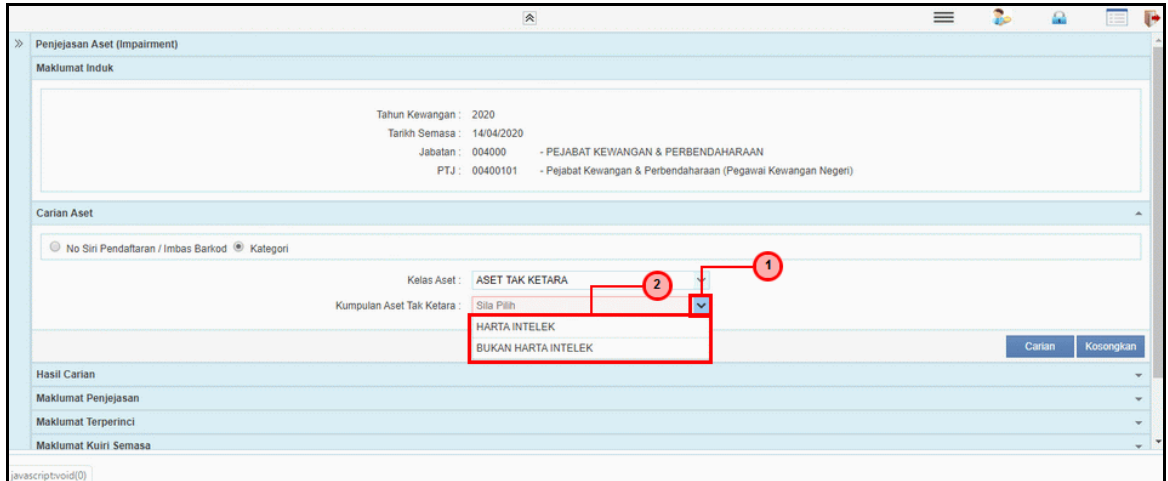 Penjejasan Aset (Impairment)
Maklumat Induk
Tahun Kewangan : 2020
Tarikh Semasa : 14/04/2020
Jabatan : 004000 - PEJABAT KEWANGAN & PERBENDAHARAAN
PTJ : 00400101 - Pejabat Kewangan & Perbendaharaan (Pegawai Kewangan Negeri)
Carian Aset
No Siri Pendaftaran / Imbas Barkod Kategori
1
Kelas Aset : ASET TAK KETARA
2
Kumpulan Aset Tak Ketara : Sila Pilih
HARTA INTELEK
BUKAN HARTA INTELEK
Carian Kosongkan
Hasil Carian
Maklumat Penjejasan
Maklumat Terperinci
Maklumat Kuiri Semasa
javascript:void(0)